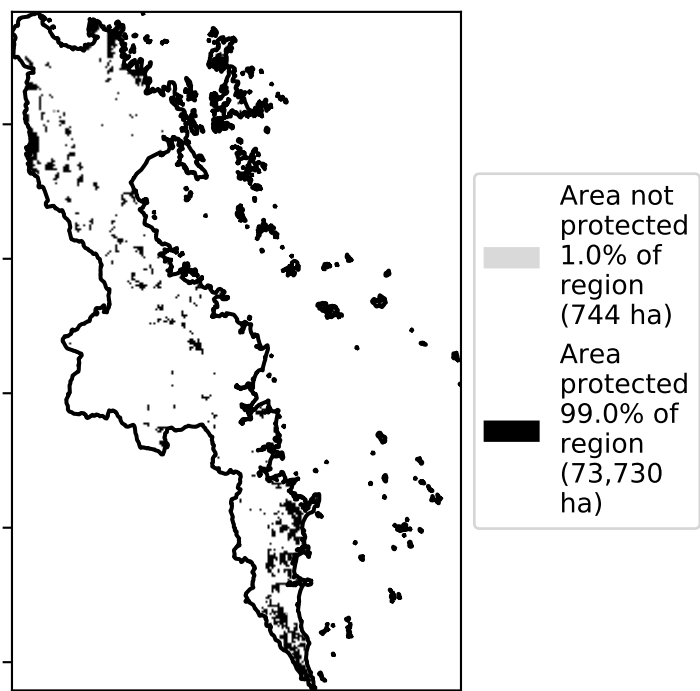 Area not
protected
1.0% of
region
(744 ha)
Area
protected
99.0% of
region
(73,730
ha)